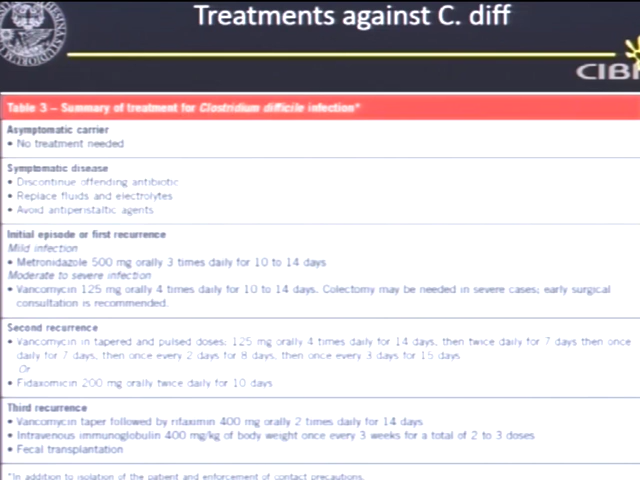 Treatments against C. diff
CIB
Table 3 – Summary of treatment for Clostridium difficile infection*
Asymptomatic carrier
• No treatment needed
Symptomatic disease
• Discontinue offending antibiotic
• Replace fluids and electrolytes
• Avoid antiperistaltic agents
Initial episode or first recurrence
Mild infection
• Metronidazole 500 mg orally 3 times daily for 10 to 14 days
Moderate to severe infection
• Vancomycin 125 mg orally 4 times daily for 10 to 14 days. Colectomy may be needed in severe cases; early surgical
consultation is recommended.
Second recurrence
• Vancomycin in tapered and pulsed doses: 125 mg orally 4 times daily for 14 days, then twice daily for 7 days then once
daily for 7 days, then once every 2 days for 8 days, then once every 3 days for 15 days
Or
• Fidaxomicin 200 mg orally twice daily for 10 days
Third recurrence
• Vancomycin taper followed by rifaximin 400 mg orally 2 times daily for 14 days
• Intravenous immunoglobulin 400 mg/kg of body weight once every 3 weeks for a total of 2 to 3 doses
• Fecal transplantation
*In addition to isolation of the patient and enforcement of contact precautions.